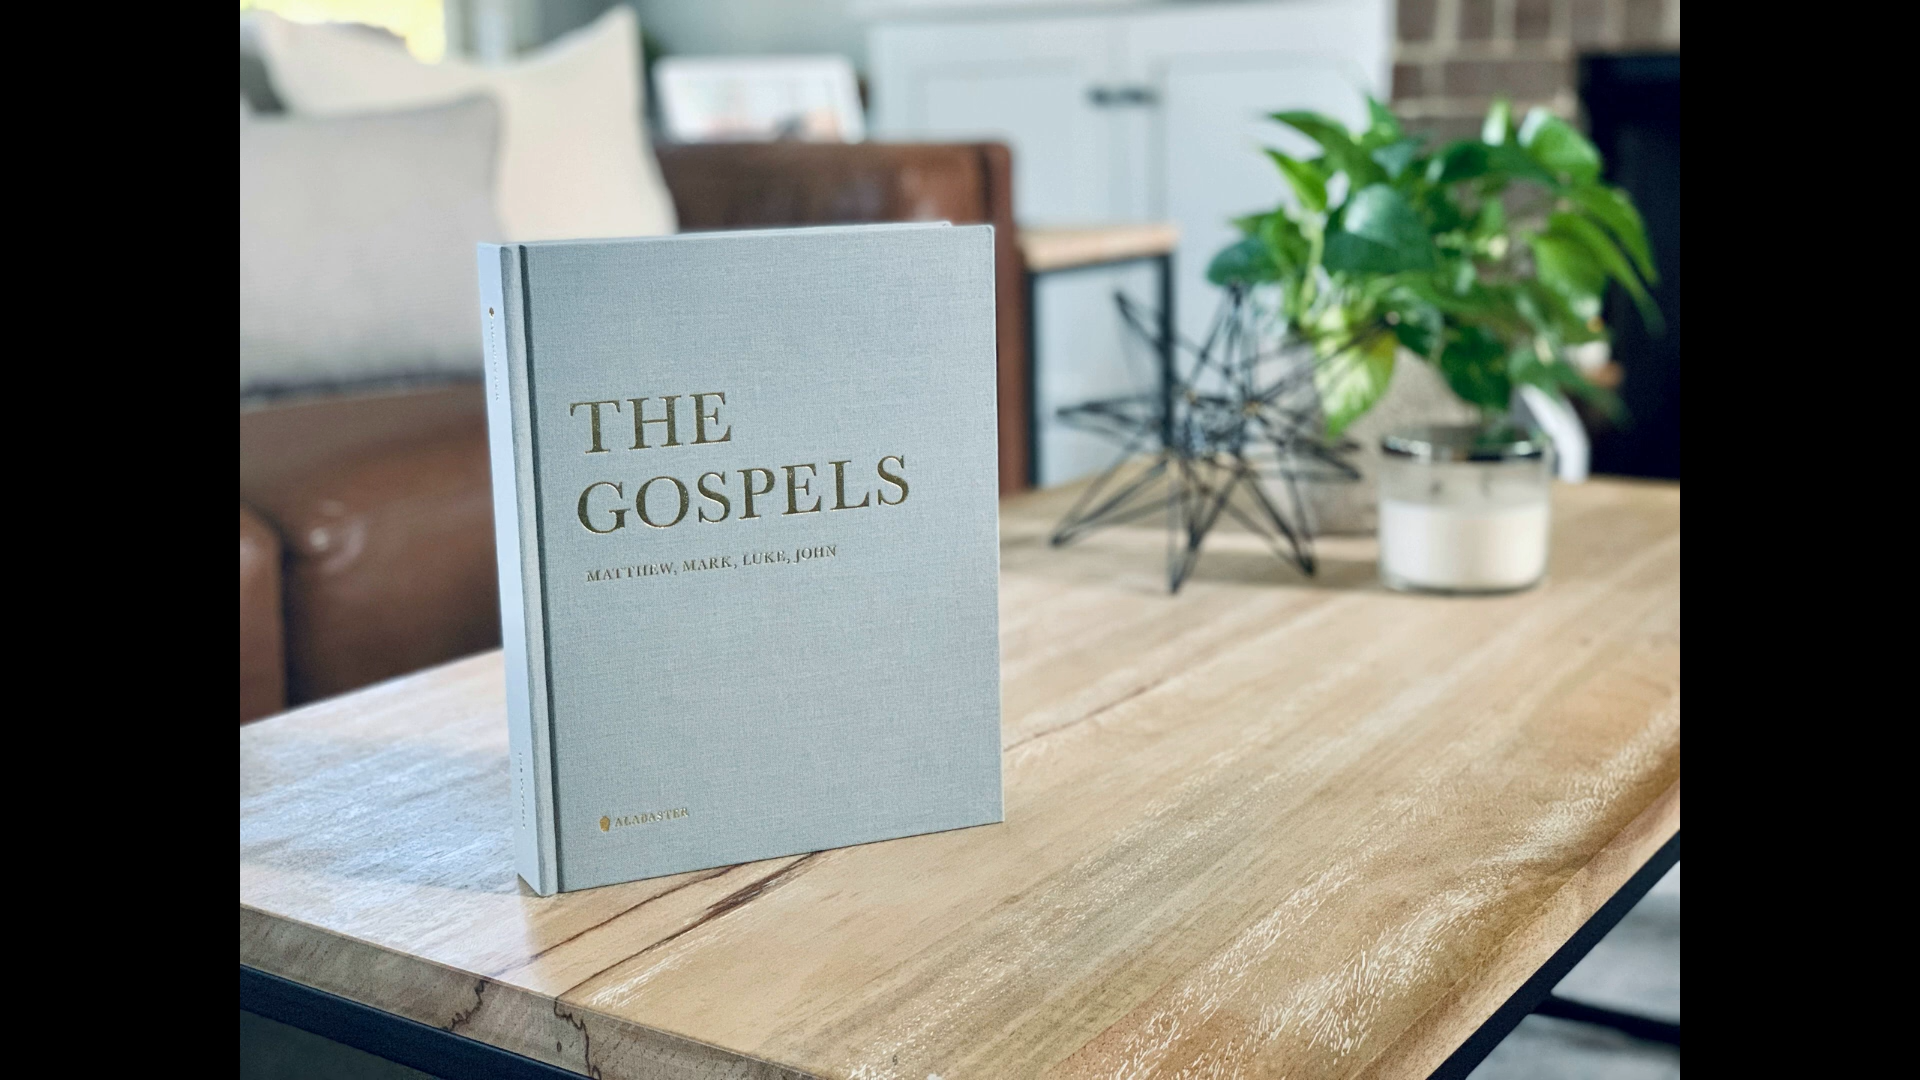 THE
GOSPELS
MATTHEW, MARK, LUKE, JOHN
ALABASTER